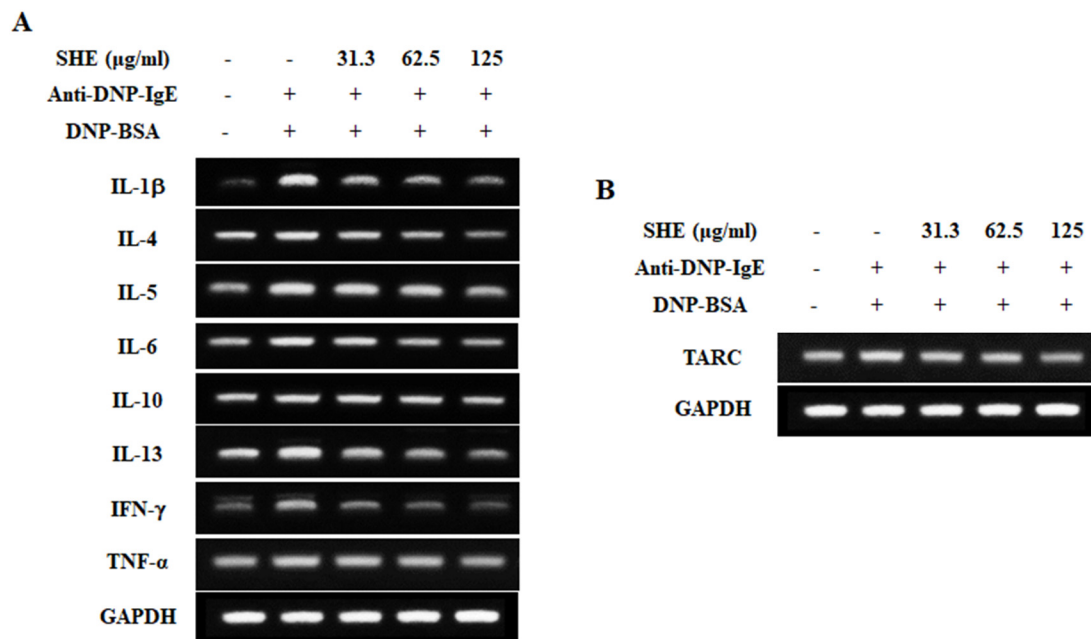 A
SHE (µg/ml) - - 31.3 62.5 125
Anti-DNP-IgE - + + + +
DNP-BSA - + + + +
IL-1β
IL-4
IL-5
IL-6
IL-10
IL-13
IFN-γ
TNF-α
GAPDH
B
SHE (µg/ml) - - 31.3 62.5 125
Anti-DNP-IgE - + + + +
DNP-BSA - + + + +
TARC
GAPDH